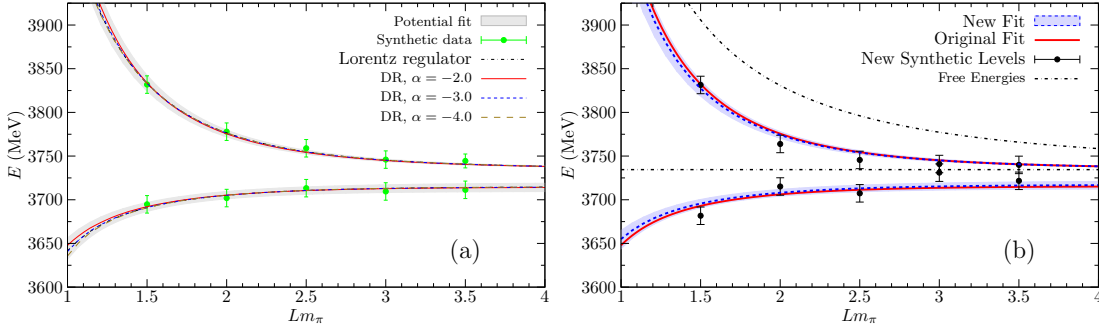 3900
3850
3800
3750
3700
3650
3600
E (MeV)
1
1.5
2
2.5
3
3.5
4
Lmπ
Potential fit
Synthetic data
Lorentz regulator
DR, α = −2.0
DR, α = −3.0
DR, α = −4.0
(a)
3900
3850
3800
3750
3700
3650
3600
E (MeV)
1
1.5
2
2.5
3
3.5
4
Lmπ
New Fit
Original Fit
New Synthetic Levels
Free Energies
(b)